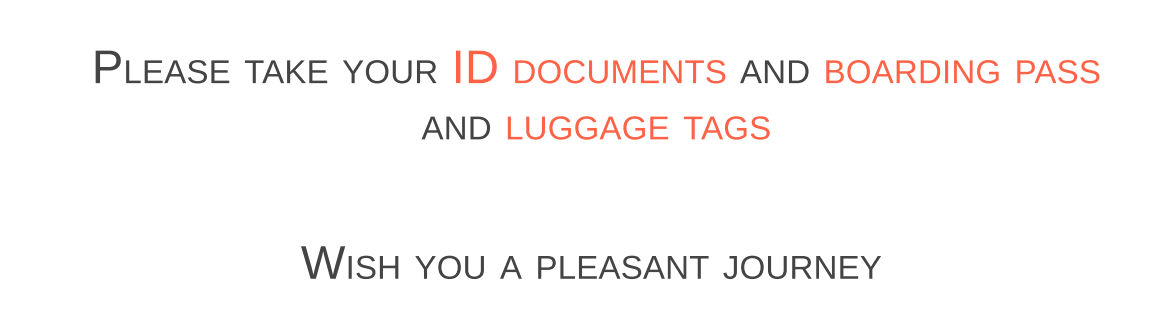 Please take your ID documents and boarding pass
and luggage tags
Wish you a pleasant journey